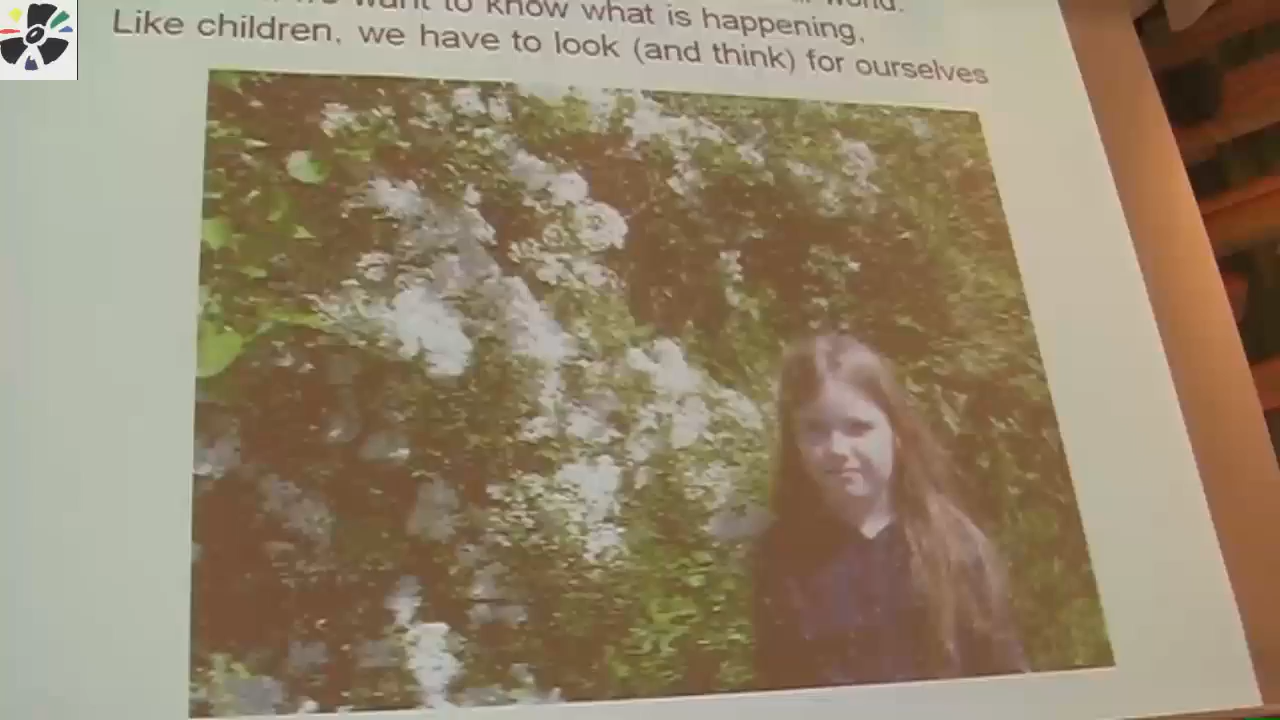 want to know what is happening,
Like children, we have to look (and think) for ourselves